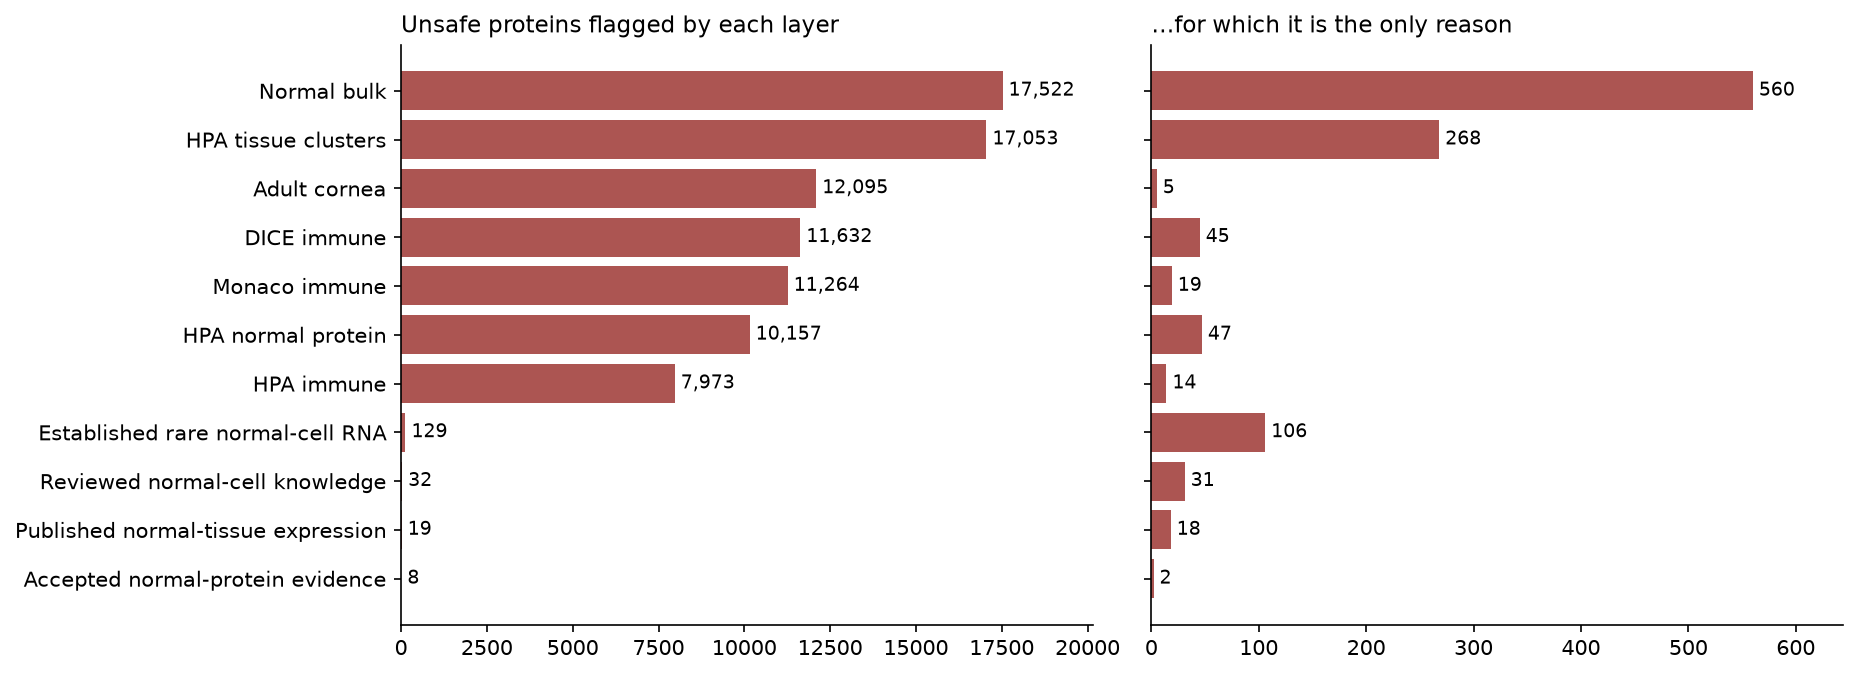 Unsafe proteins flagged by each layer
Normal bulk
17,522
HPA tissue clusters
17,053
Adult cornea
12,095
DICE immune
11,632
Monaco immune
11,264
HPA normal protein
10,157
HPA immune
7,973
Established rare normal-cell RNA
129
Reviewed normal-cell knowledge
32
Published normal-tissue expression
19
Accepted normal-protein evidence
8
0 2500 5000 7500 10000 12500 15000 17500 20000
...for which it is the only reason
560
268
5
45
19
47
14
106
31
18
2
0 100 200 300 400 500 600